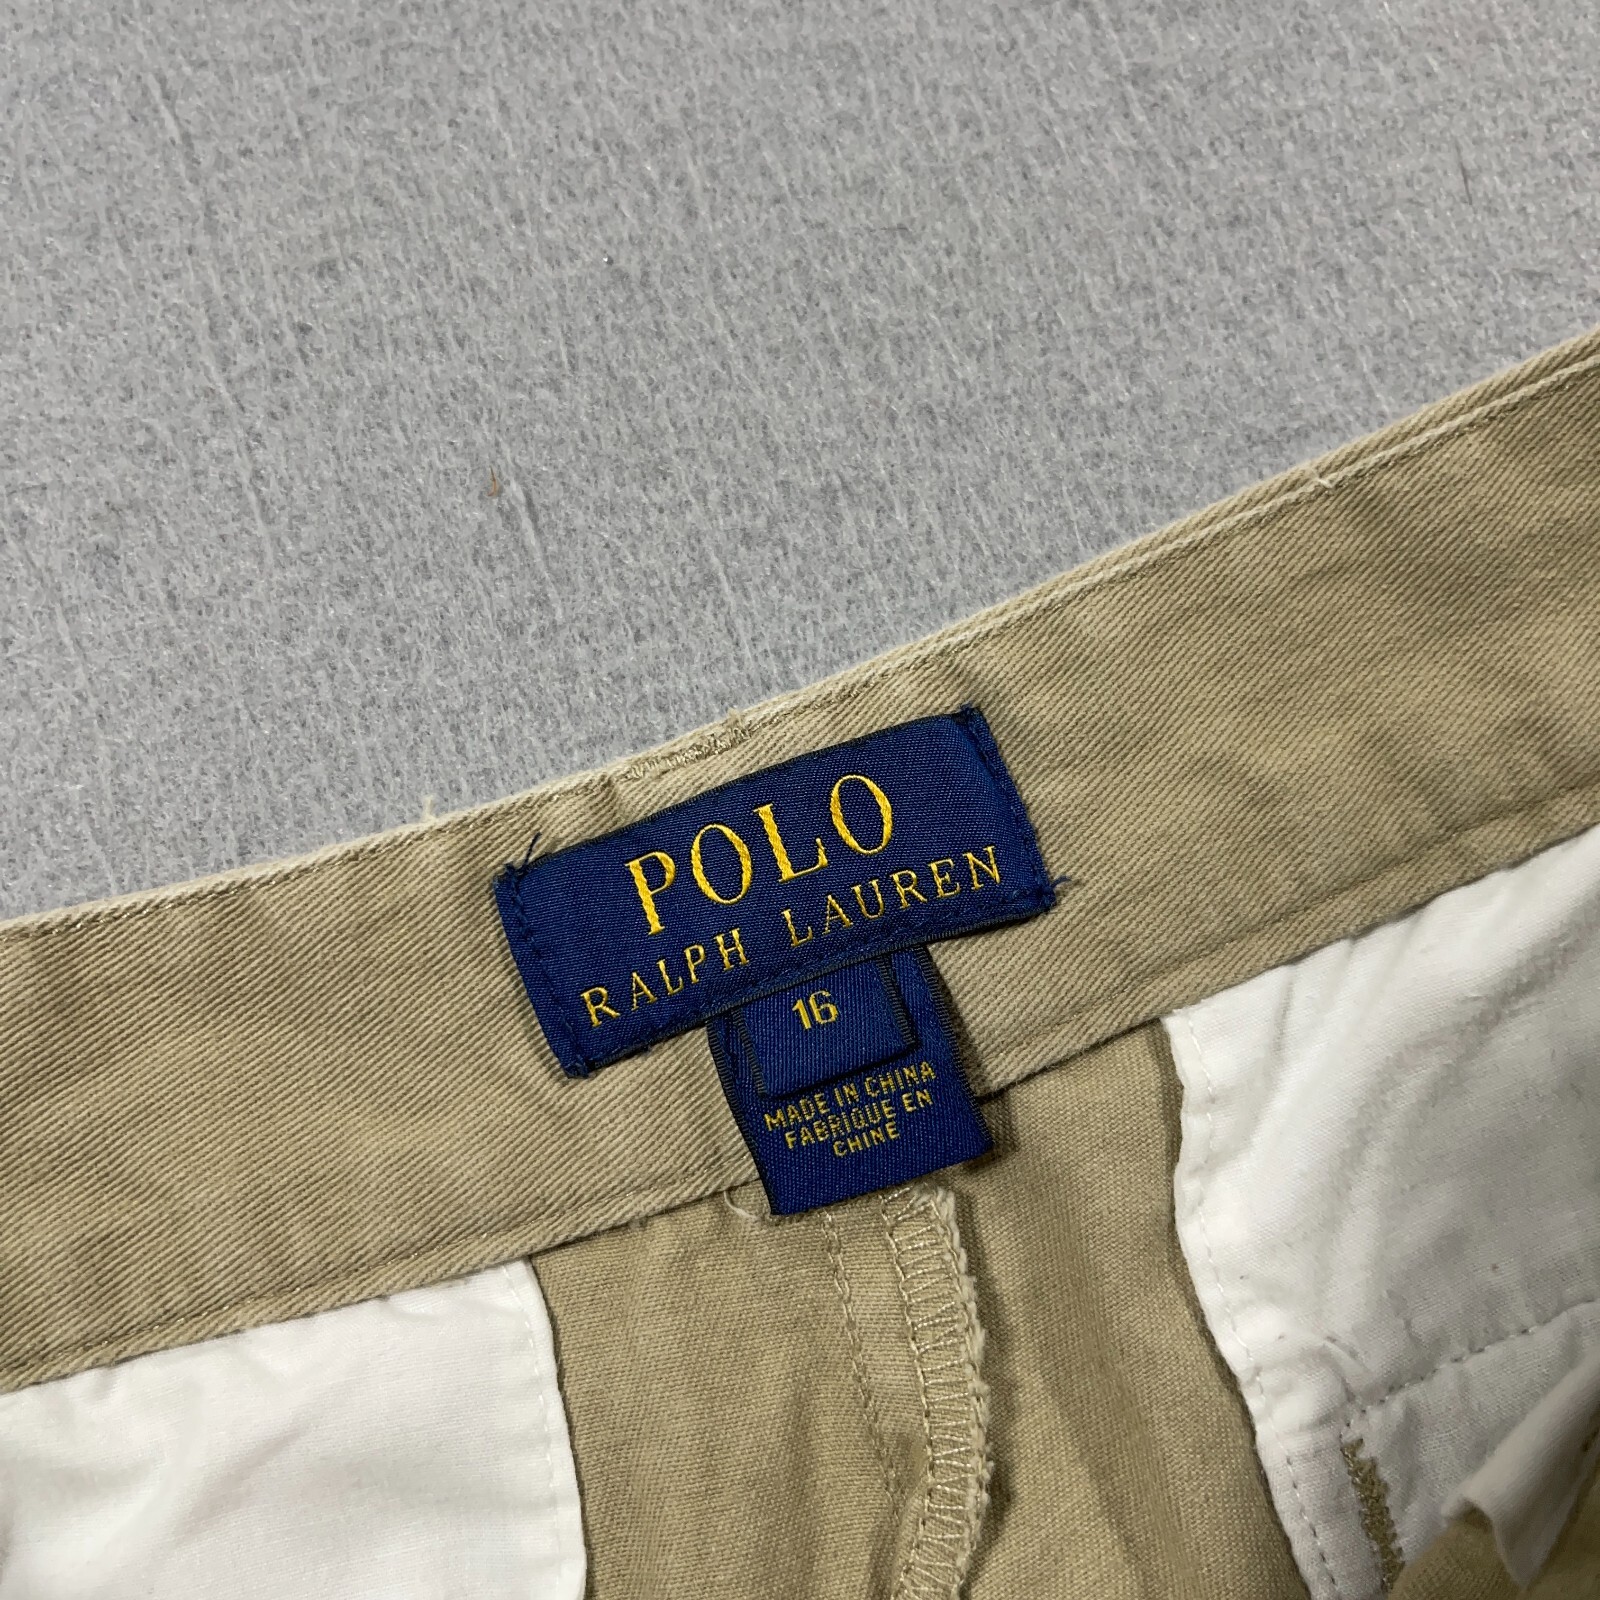 POLO
RALPH LAUREN
16
MADE IN CHINA
FABRIQUE EN
CHINE